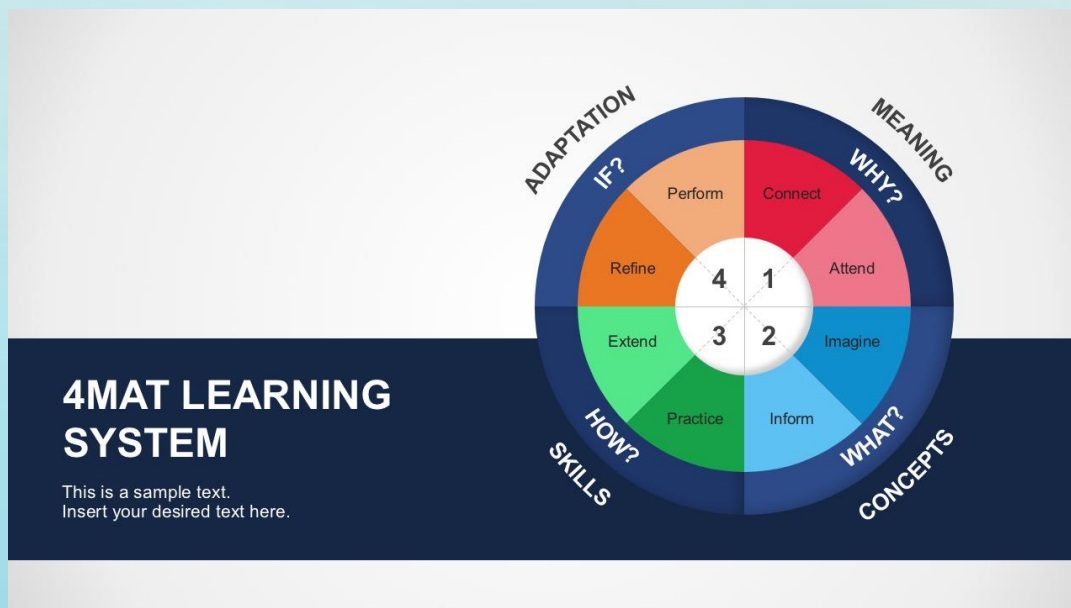 ADAPTATION
MEANING
IF?
WHY?
Perform
Connect
Refine
Attend
4
1
3
2
Extend
Imagine
Practice
Inform
HOW?
WHAT?
SKILLS
CONCEPTS
4MAT LEARNING
SYSTEM
This is a sample text.
Insert your desired text here.